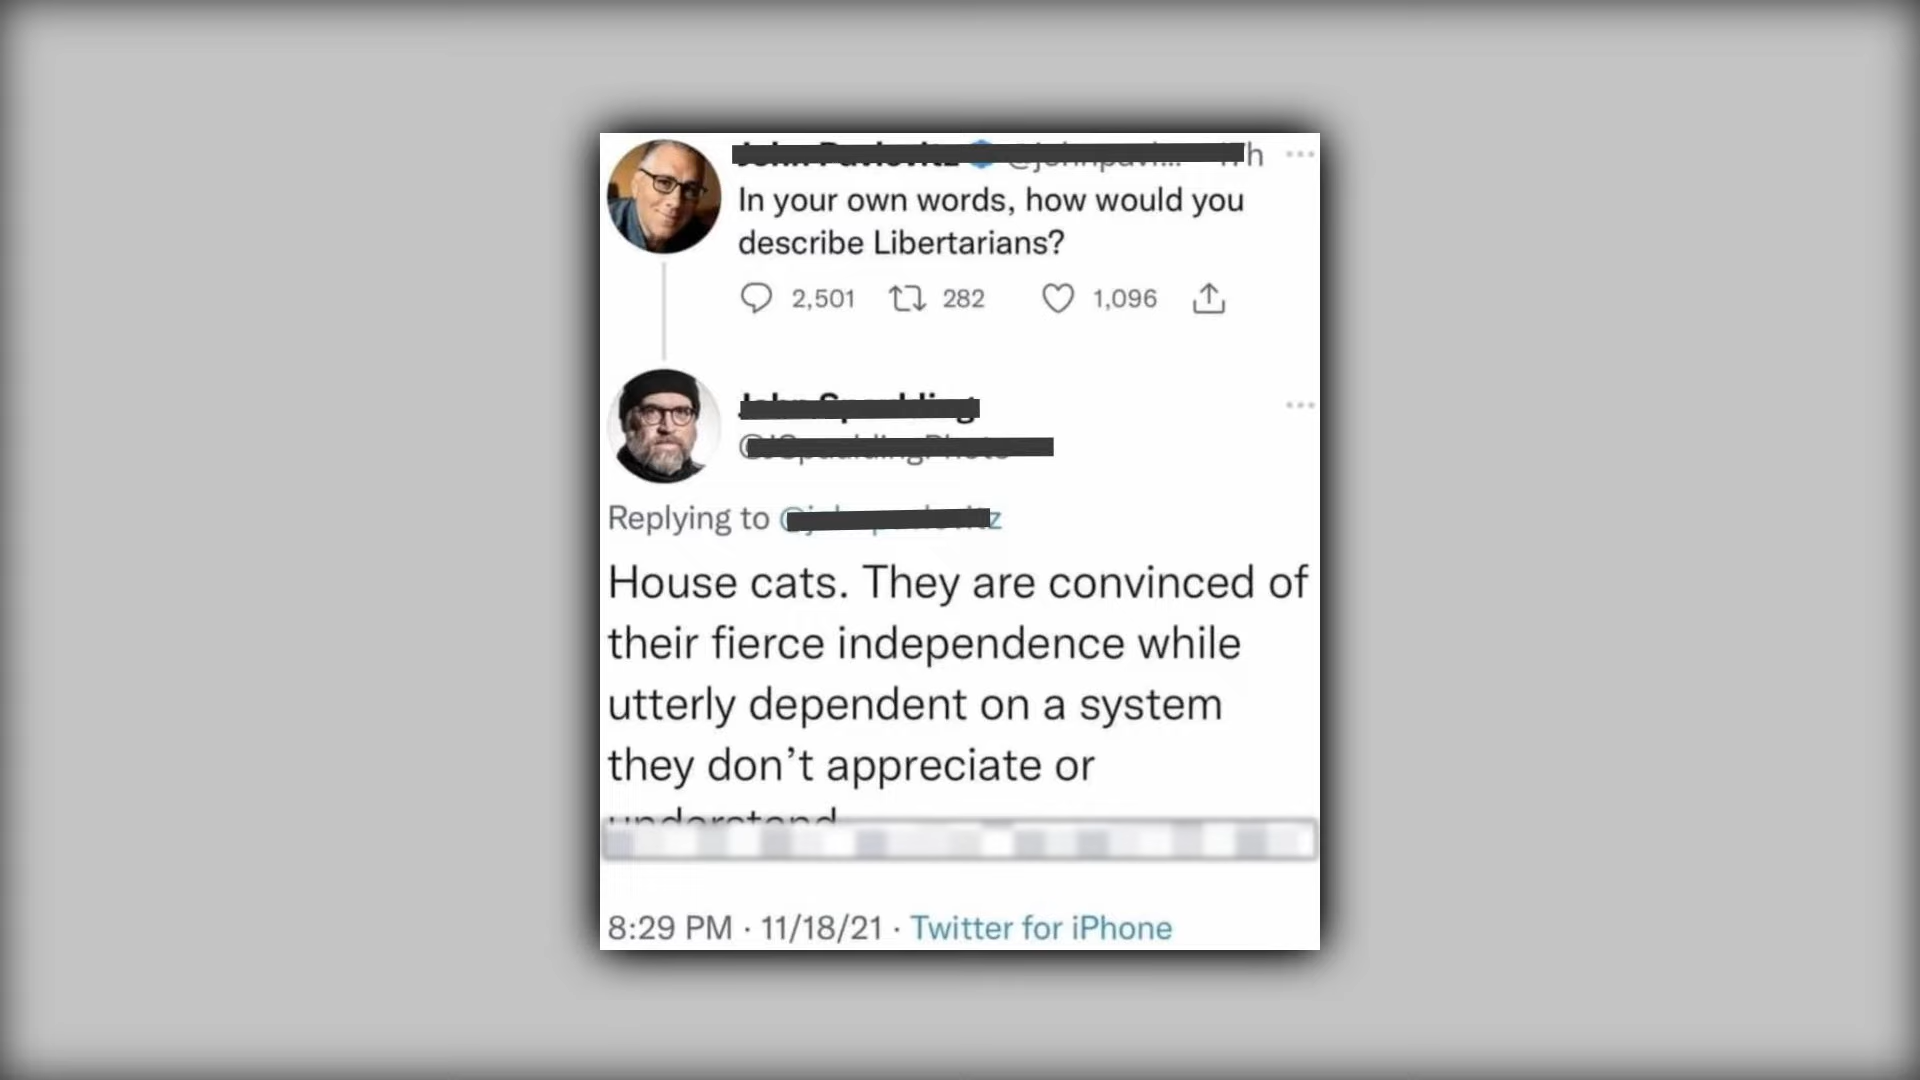 17h
In your own words, how would you
describe Libertarians?
2,501 282 1,096
Replying to
House cats. They are convinced of
their fierce independence while
utterly dependent on a system
they don’t appreciate or
understand
8:29 PM · 11/18/21 · Twitter for iPhone